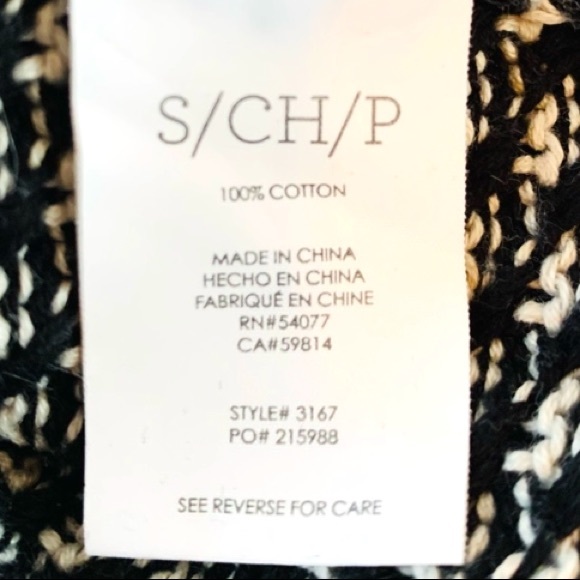 S/CH/P
100% COTTON
MADE IN CHINA
HECHO EN CHINA
FABRIQUÉ EN CHINE
RN#54077
CA#59814
STYLE# 3167
PO# 215988
SEE REVERSE FOR CARE